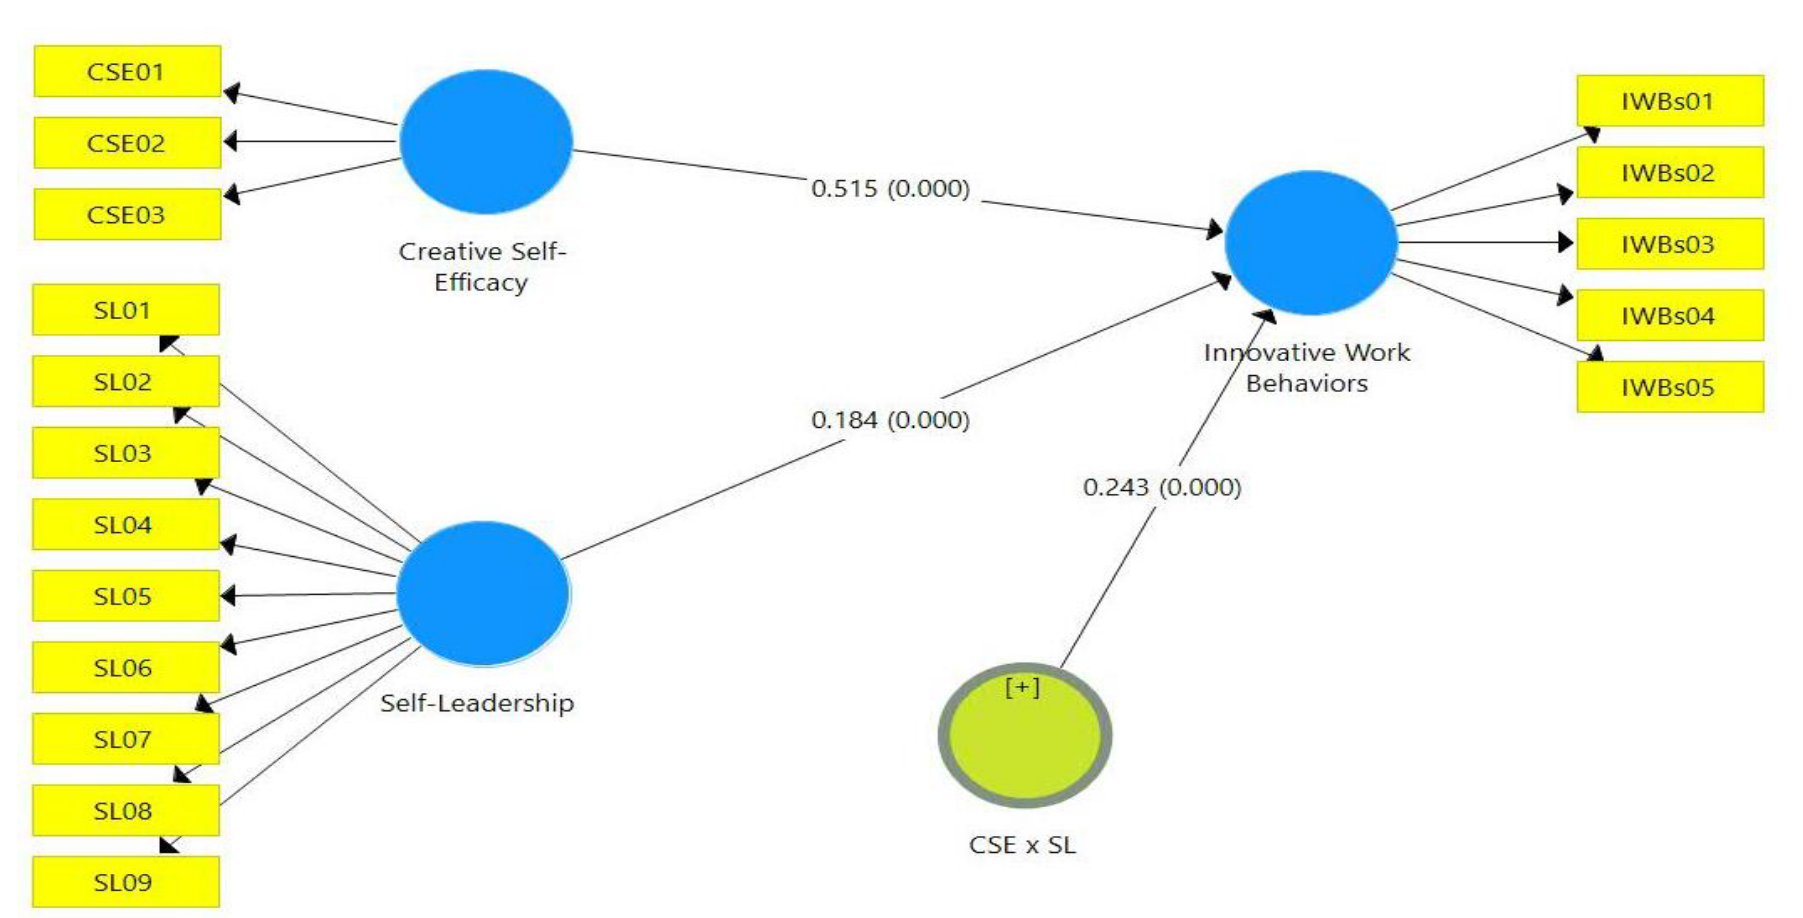 CSE01
CSE02
CSE03
Creative Self-
Efficacy
SL01
SL02
SL03
SL04
SL05
SL06
SL07
SL08
SL09
Self-Leadership
0.515 (0.000)
0.184 (0.000)
0.243 (0.000)
[+]
CSE x SL
Innovative Work
Behaviors
IWBs01
IWBs02
IWBs03
IWBs04
IWBs05